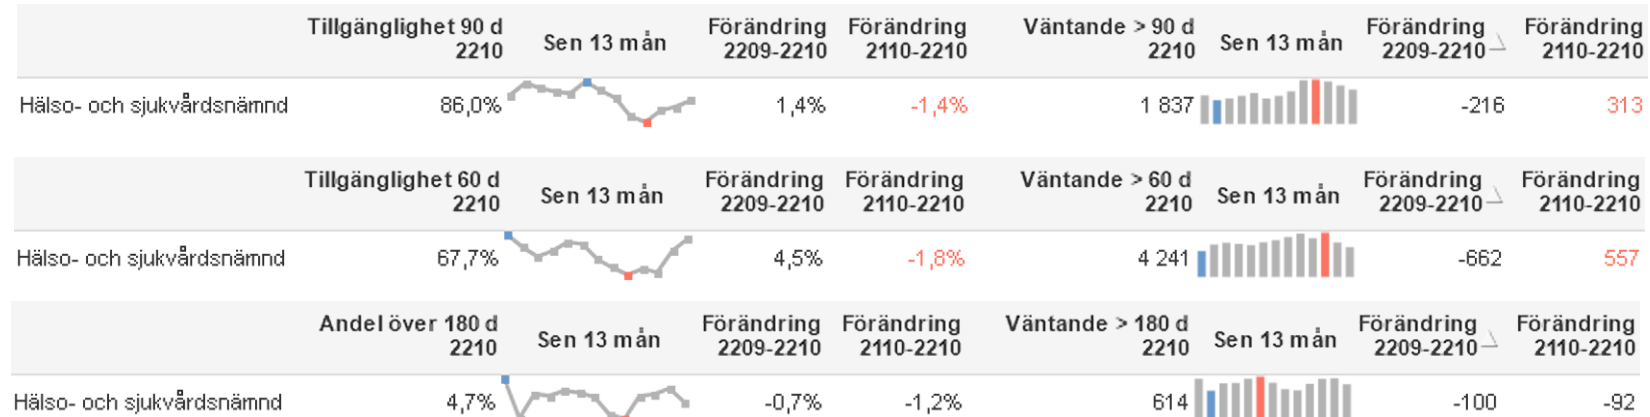 Tillgänglighet 90 d 2210 Sen 13 mån Förändring 2209-2210 Förändring 2110-2210 Väntande > 90 d 2210 Sen 13 mån Förändring 2209-2210 Förändring 2110-2210
Hälso- och sjukvårdsnämnd 86,0% 1,4% -1,4% 1 837 -216 313
Tillgänglighet 60 d 2210 Sen 13 mån Förändring 2209-2210 Förändring 2110-2210 Väntande > 60 d 2210 Sen 13 mån Förändring 2209-2210 Förändring 2110-2210
Hälso- och sjukvårdsnämnd 67,7% 4,5% -1,8% 4 241 -662 557
Andel över 180 d 2210 Sen 13 mån Förändring 2209-2210 Förändring 2110-2210 Väntande > 180 d 2210 Sen 13 mån Förändring 2209-2210 Förändring 2110-2210
Hälso- och sjukvårdsnämnd 4,7% -0,7% -1,2% 614 -100 -92